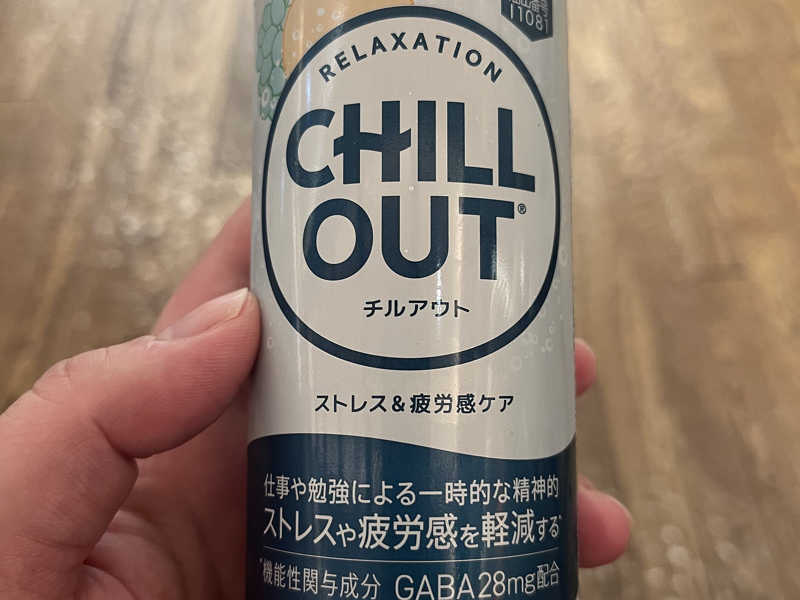 11081
RELAXATION
CHILL
OUT®
チルアウト
ストレス&疲労感ケア
仕事や勉強による一時的な精神的
ストレスや疲労感を軽減する*
*機能性関与成分 GABA28mg配合